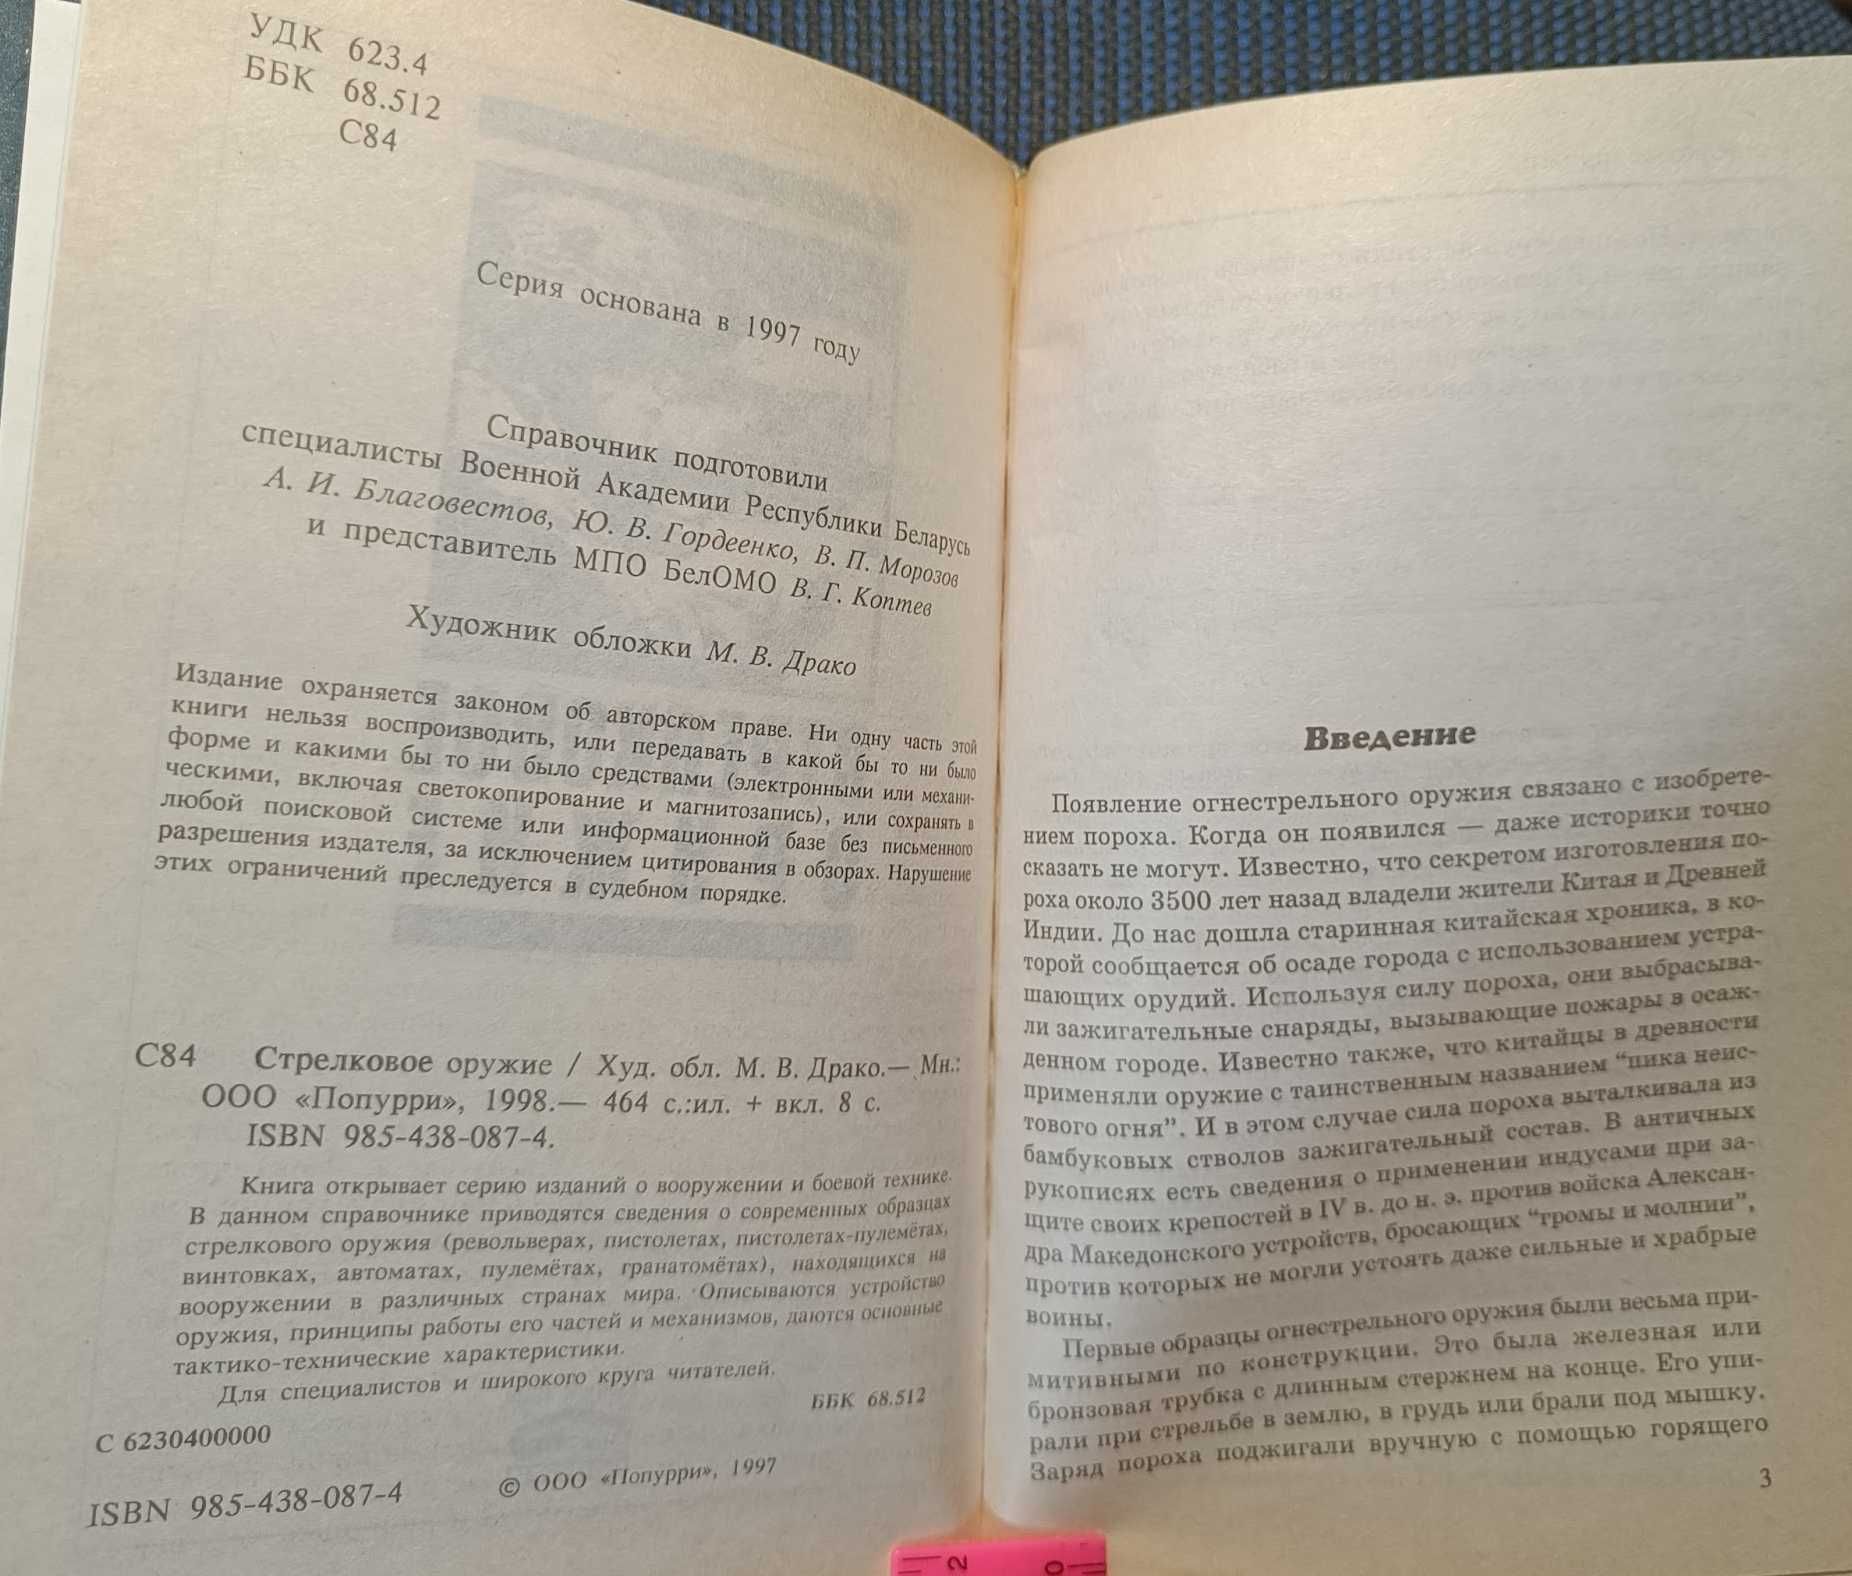 УДК 623.4
ББК 68.512
С84
Серия основана в 1997 году
Справочник подготовили
специалисты Военной Академии Республики Беларусь
А. И. Благовестов, Ю. В. Гордеенко, В. П. Морозов
и представитель МПО БелОМО В. Г. Коптев
Художник обложки М. В. Драко
Издание охраняется законом об авторском праве. Ни одну часть этой
книги нельзя воспроизводить, или передавать в какой бы то ни было
форме и какими бы то ни было средствами (электронными или механи-
ческими, включая светокопирование и магнитозапись), или сохранять в
любой поисковой системе или информационной базе без письменного
разрешения издателя, за исключением цитирования в обзорах. Нарушение
этих ограничений преследуется в судебном порядке.
С84 Стрелковое оружие / Худ. обл. М. В. Драко.— Мн.:
ООО «Попурри», 1998.— 464 с.:ил. + вкл. 8 с.
ISBN 985-438-087-4.
Книга открывает серию изданий о вооружении и боевой технике.
В данном справочнике приводятся сведения о современных образцах
стрелкового оружия (револьверах, пистолетах, пистолетах-пулемётах,
винтовках, автоматах, пулемётах, гранатомётах), находящихся на
вооружении в различных странах мира. Описываются устройство
оружия, принципы работы его частей и механизмов, даются основные
тактико-технические характеристики.
Для специалистов и широкого круга читателей.
ББК 68.512
С 6230400000
ISBN 985-438-087-4
© ООО «Попурри», 1997
Введение
Появление огнестрельного оружия связано с изобрете-
нием пороха. Когда он появился — даже историки точно
сказать не могут. Известно, что секретом изготовления по-
роха около 3500 лет назад владели жители Китая и Древней
Индии. До нас дошла старинная китайская хроника, в ко-
торой сообщается об осаде города с использованием устра-
шающих орудий. Используя силу пороха, они выбрасыва-
ли зажигательные снаряды, вызывающие пожары в осаж-
денном городе. Известно также, что китайцы в древности
применяли оружие с таинственным названием “пика неис-
тового огня”. И в этом случае сила пороха выталкивала из
бамбуковых стволов зажигательный состав. В античных
рукописях есть сведения о применении индусами при за-
щите своих крепостей в IV в. до н. э. против войска Алексан-
дра Македонского устройств, бросающих “громы и молнии”,
против которых не могли устоять даже сильные и храбрые
воины.
Первые образцы огнестрельного оружия были весьма при-
митивными по конструкции. Это была железная или
бронзовая трубка с длинным стержнем на конце. Его упи-
рали при стрельбе в землю, в грудь или брали под мышку.
Заряд пороха поджигали вручную с помощью горящего
3
2
0